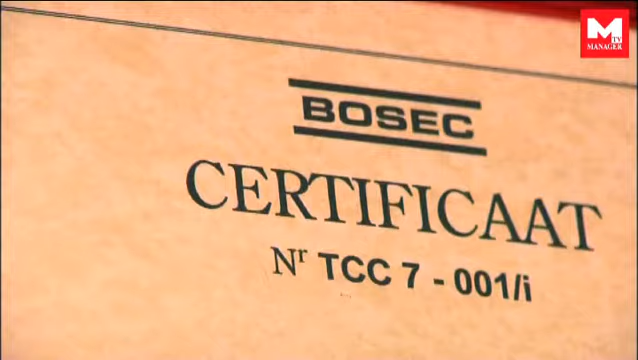 M
TV
MANAGER
BOSEC
CERTIFICAAT
Nr TCC 7 - 001/i